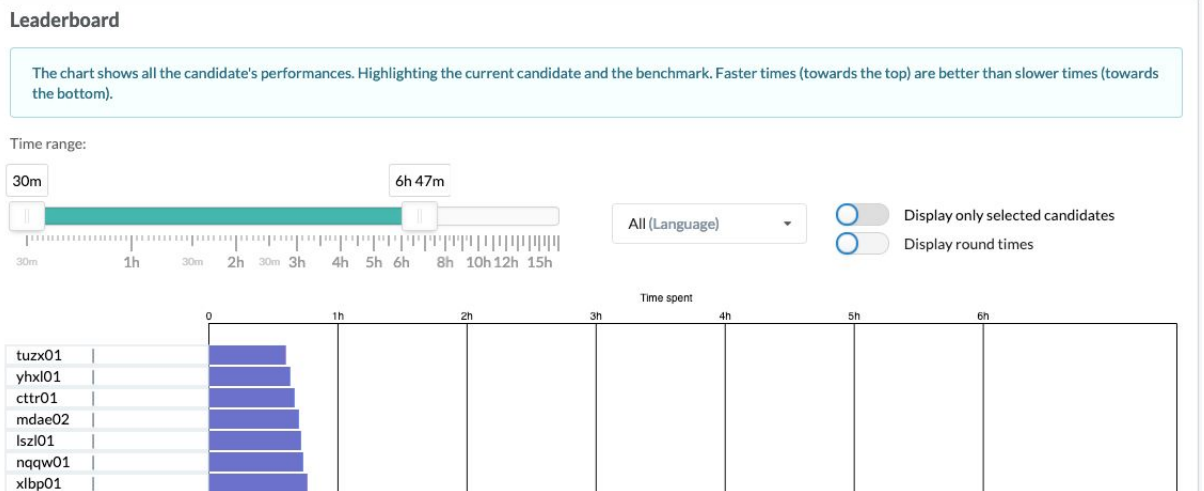 Leaderboard
The chart shows all the candidate's performances. Highlighting the current candidate and the benchmark. Faster times (towards the top) are better than slower times (towards
the bottom).
Time range:
30m 6h 47m
All (Language)
Display only selected candidates
Display round times
30m 1h 30m 2h 30m 3h 4h 5h 6h 8h 10h 12h 15h
Time spent
0 1h 2h 3h 4h 5h 6h
tuzx01
yhxl01
cttr01
mdae02
lszl01
nqqw01
xlbp01